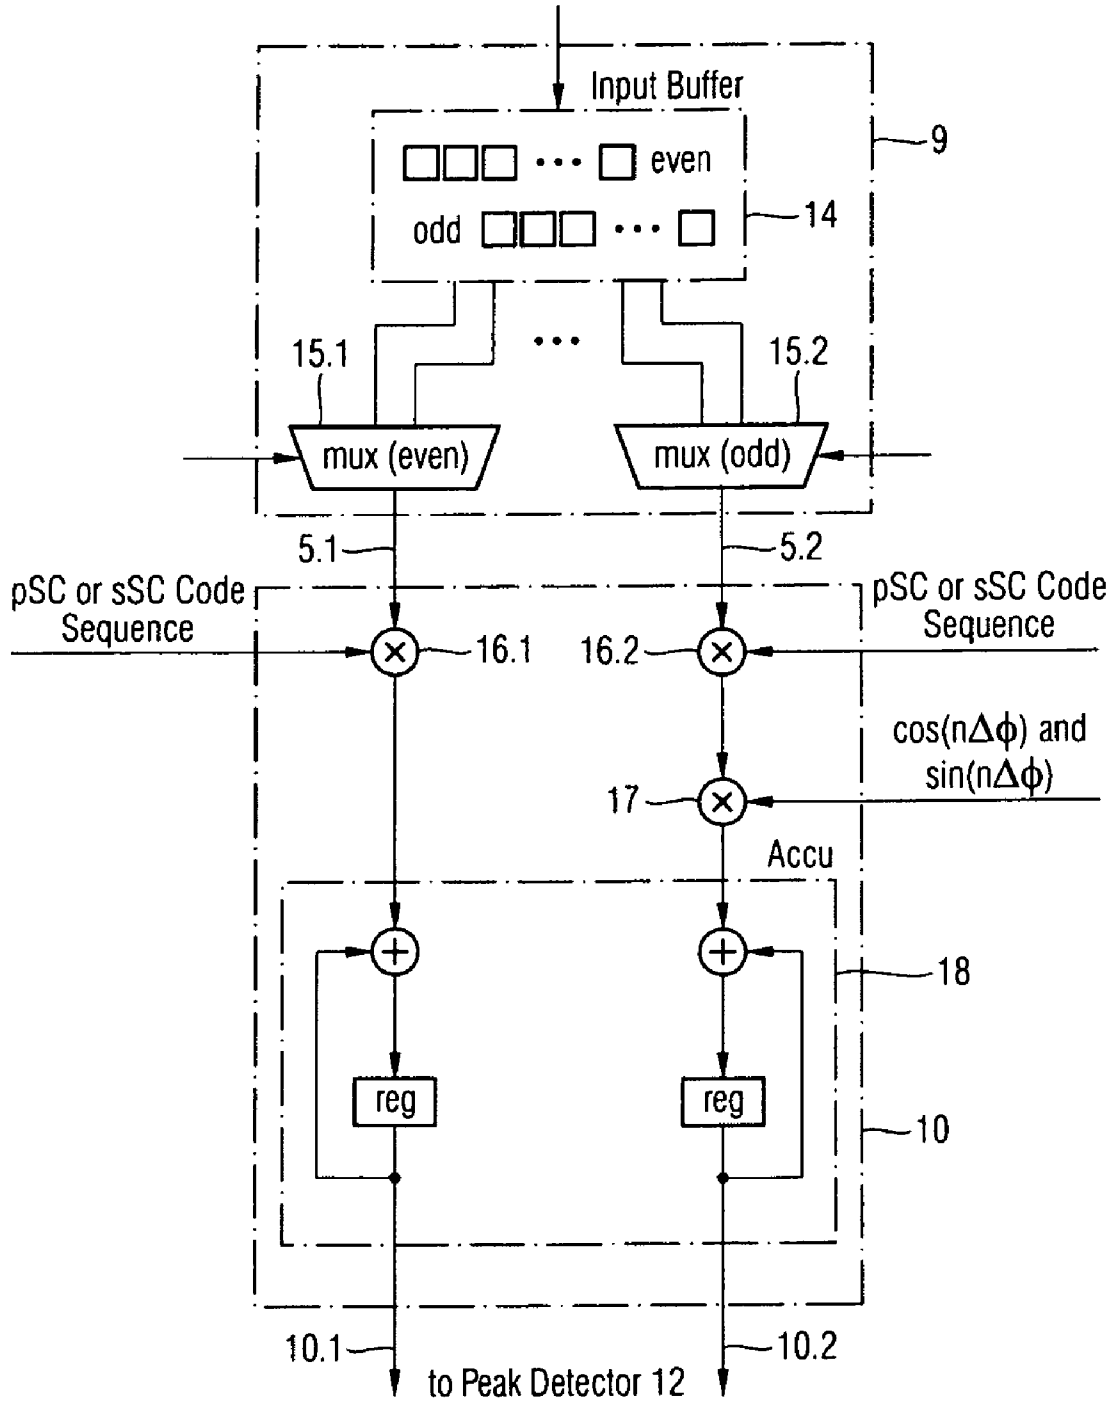 Input Buffer
9
even
14
odd
15.1
15.2
mux (even)
mux (odd)
5.1
5.2
pSC or sSC Code
Sequence
pSC or sSC Code
Sequence
16.1
16.2
cos(nΔϕ) and
sin(nΔϕ)
17
Accu
18
reg
reg
10
10.1
10.2
to Peak Detector 12